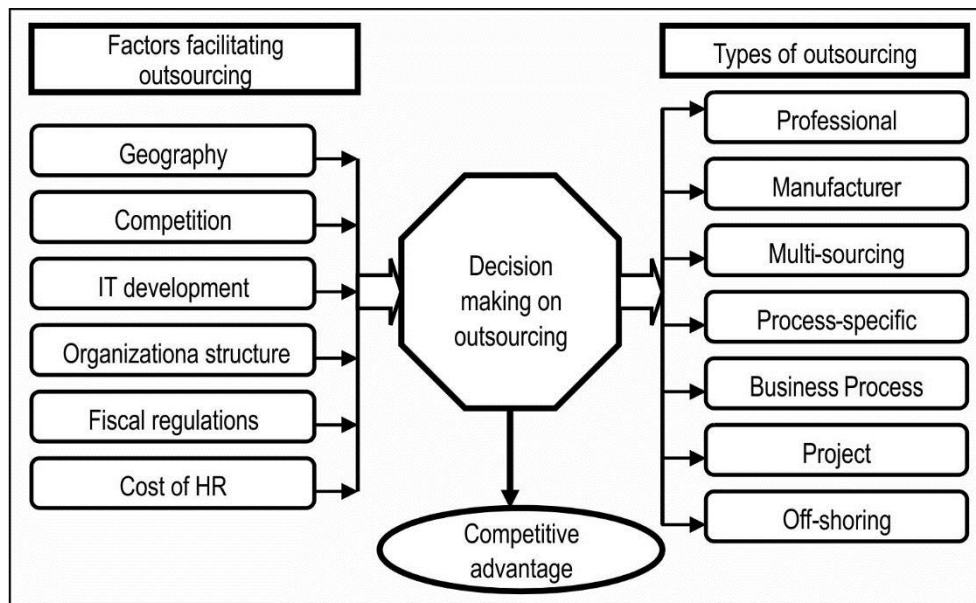 Factors facilitating
outsourcing
Geography
Competition
IT development
Organizationa structure
Fiscal regulations
Cost of HR
Decision
making on
outsourcing
Competitive
advantage
Types of outsourcing
Professional
Manufacturer
Multi-sourcing
Process-specific
Business Process
Project
Off-shoring